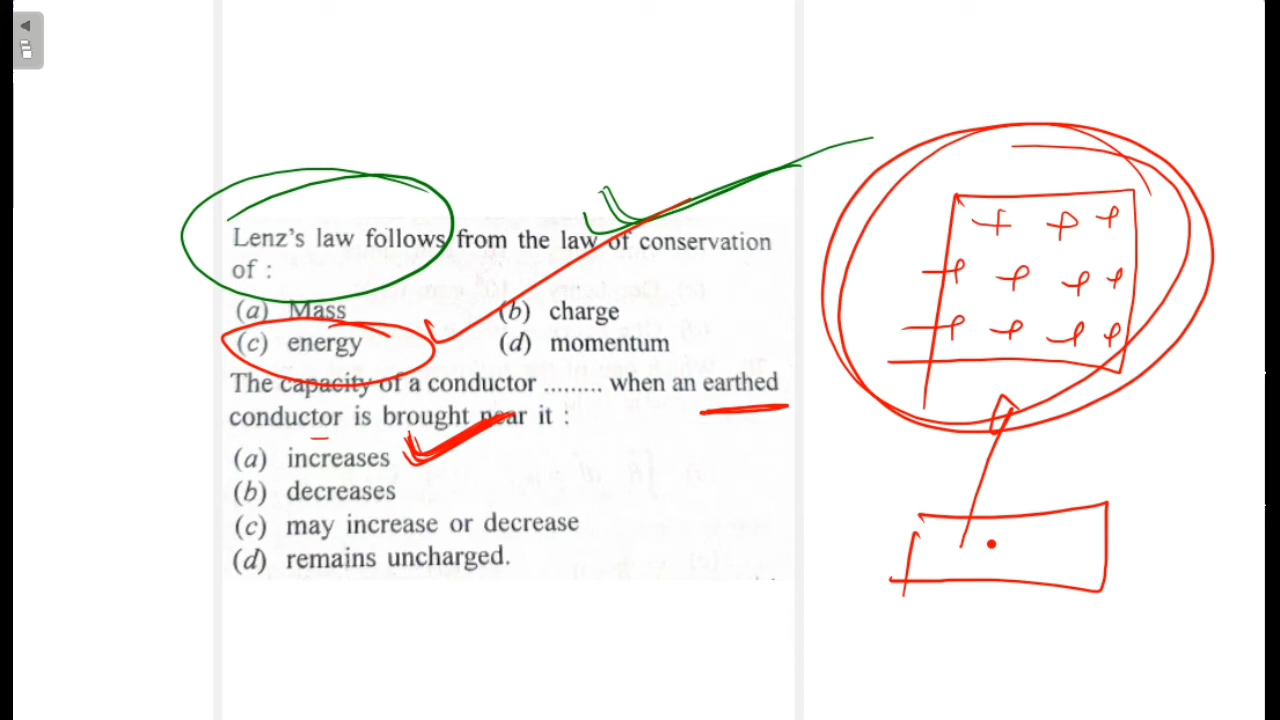 Lenz's law follows from the law of conservation
of :
(a) Mass (b) charge
(c) energy (d) momentum
The capacity of a conductor ......... when an earthed
conductor is brought near it :
(a) increases
(b) decreases
(c) may increase or decrease
(d) remains uncharged.
+ + +
+ + + +
+ + + +